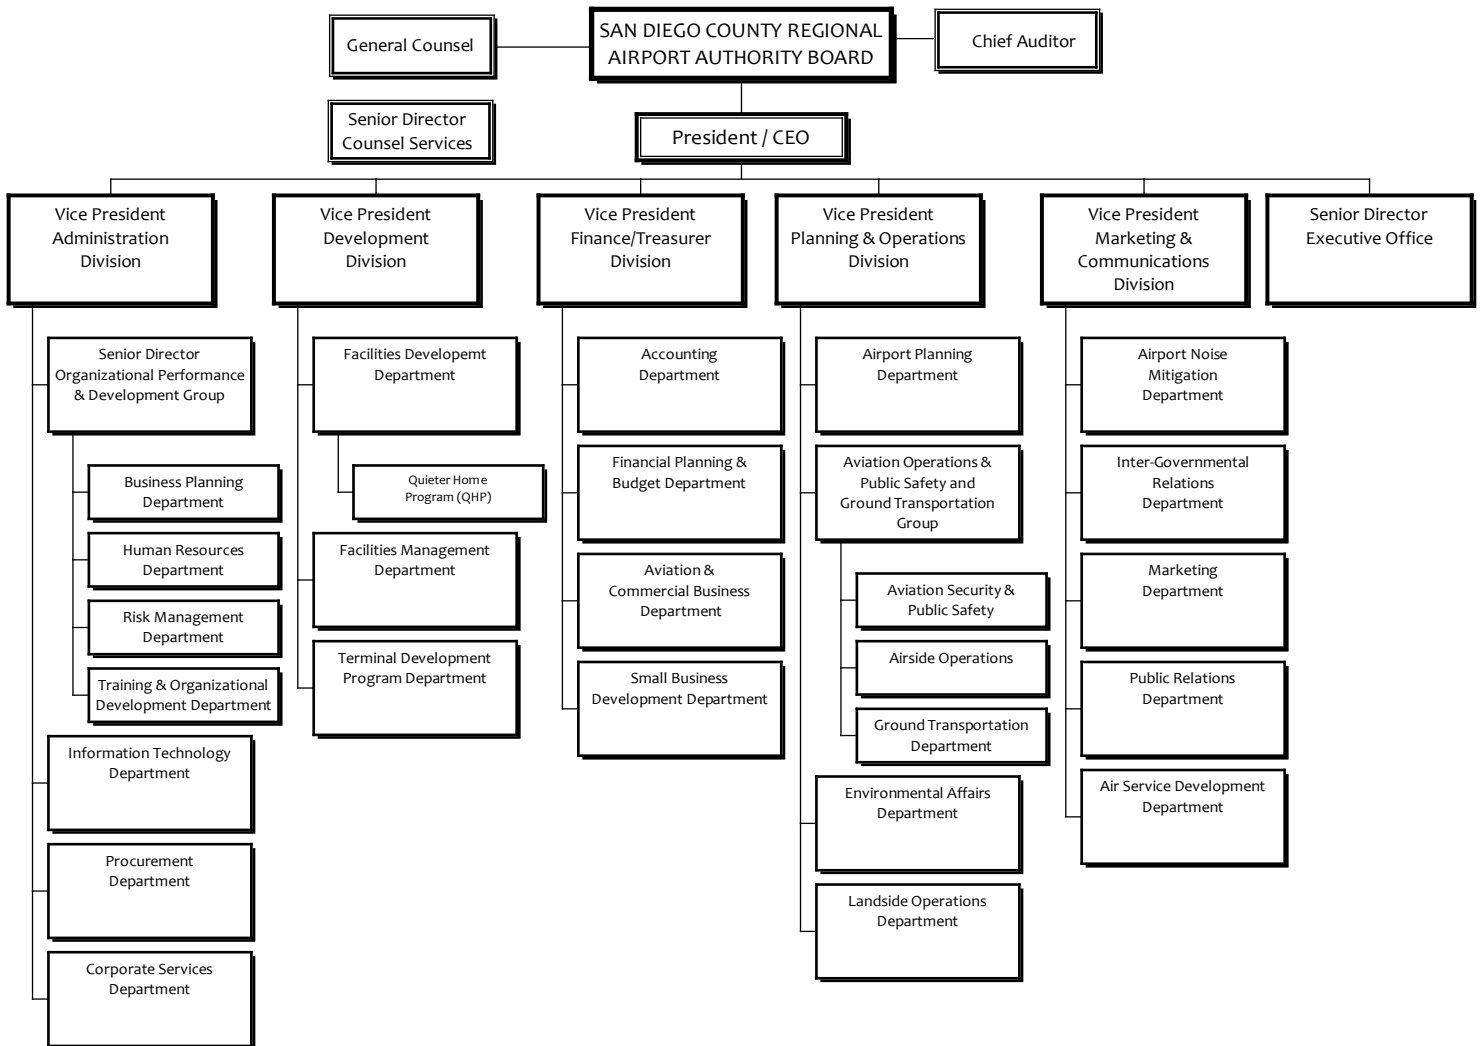 General Counsel
SAN DIEGO COUNTY REGIONAL
AIRPORT AUTHORITY BOARD
Chief Auditor
Senior Director
Counsel Services
President / CEO
Vice President
Administration
Division
Vice President
Development
Division
Vice President
Finance/Treasurer
Division
Vice President
Planning & Operations
Division
Vice President
Marketing &
Communications
Division
Senior Director
Executive Office
Senior Director
Organizational Performance
& Development Group
Business Planning
Department
Human Resources
Department
Risk Management
Department
Training & Organizational
Development Department
Information Technology
Department
Procurement
Department
Corporate Services
Department
Facilities Developemt
Department
Quieter Home
Program (QHP)
Facilities Management
Department
Terminal Development
Program Department
Accounting
Department
Financial Planning &
Budget Department
Aviation &
Commercial Business
Department
Small Business
Development Department
Airport Planning
Department
Aviation Operations &
Public Safety and
Ground Transportation
Group
Aviation Security &
Public Safety
Airside Operations
Ground Transportation
Department
Environmental Affairs
Department
Landside Operations
Department
Airport Noise
Mitigation
Department
Inter-Governmental
Relations
Department
Marketing
Department
Public Relations
Department
Air Service Development
Department